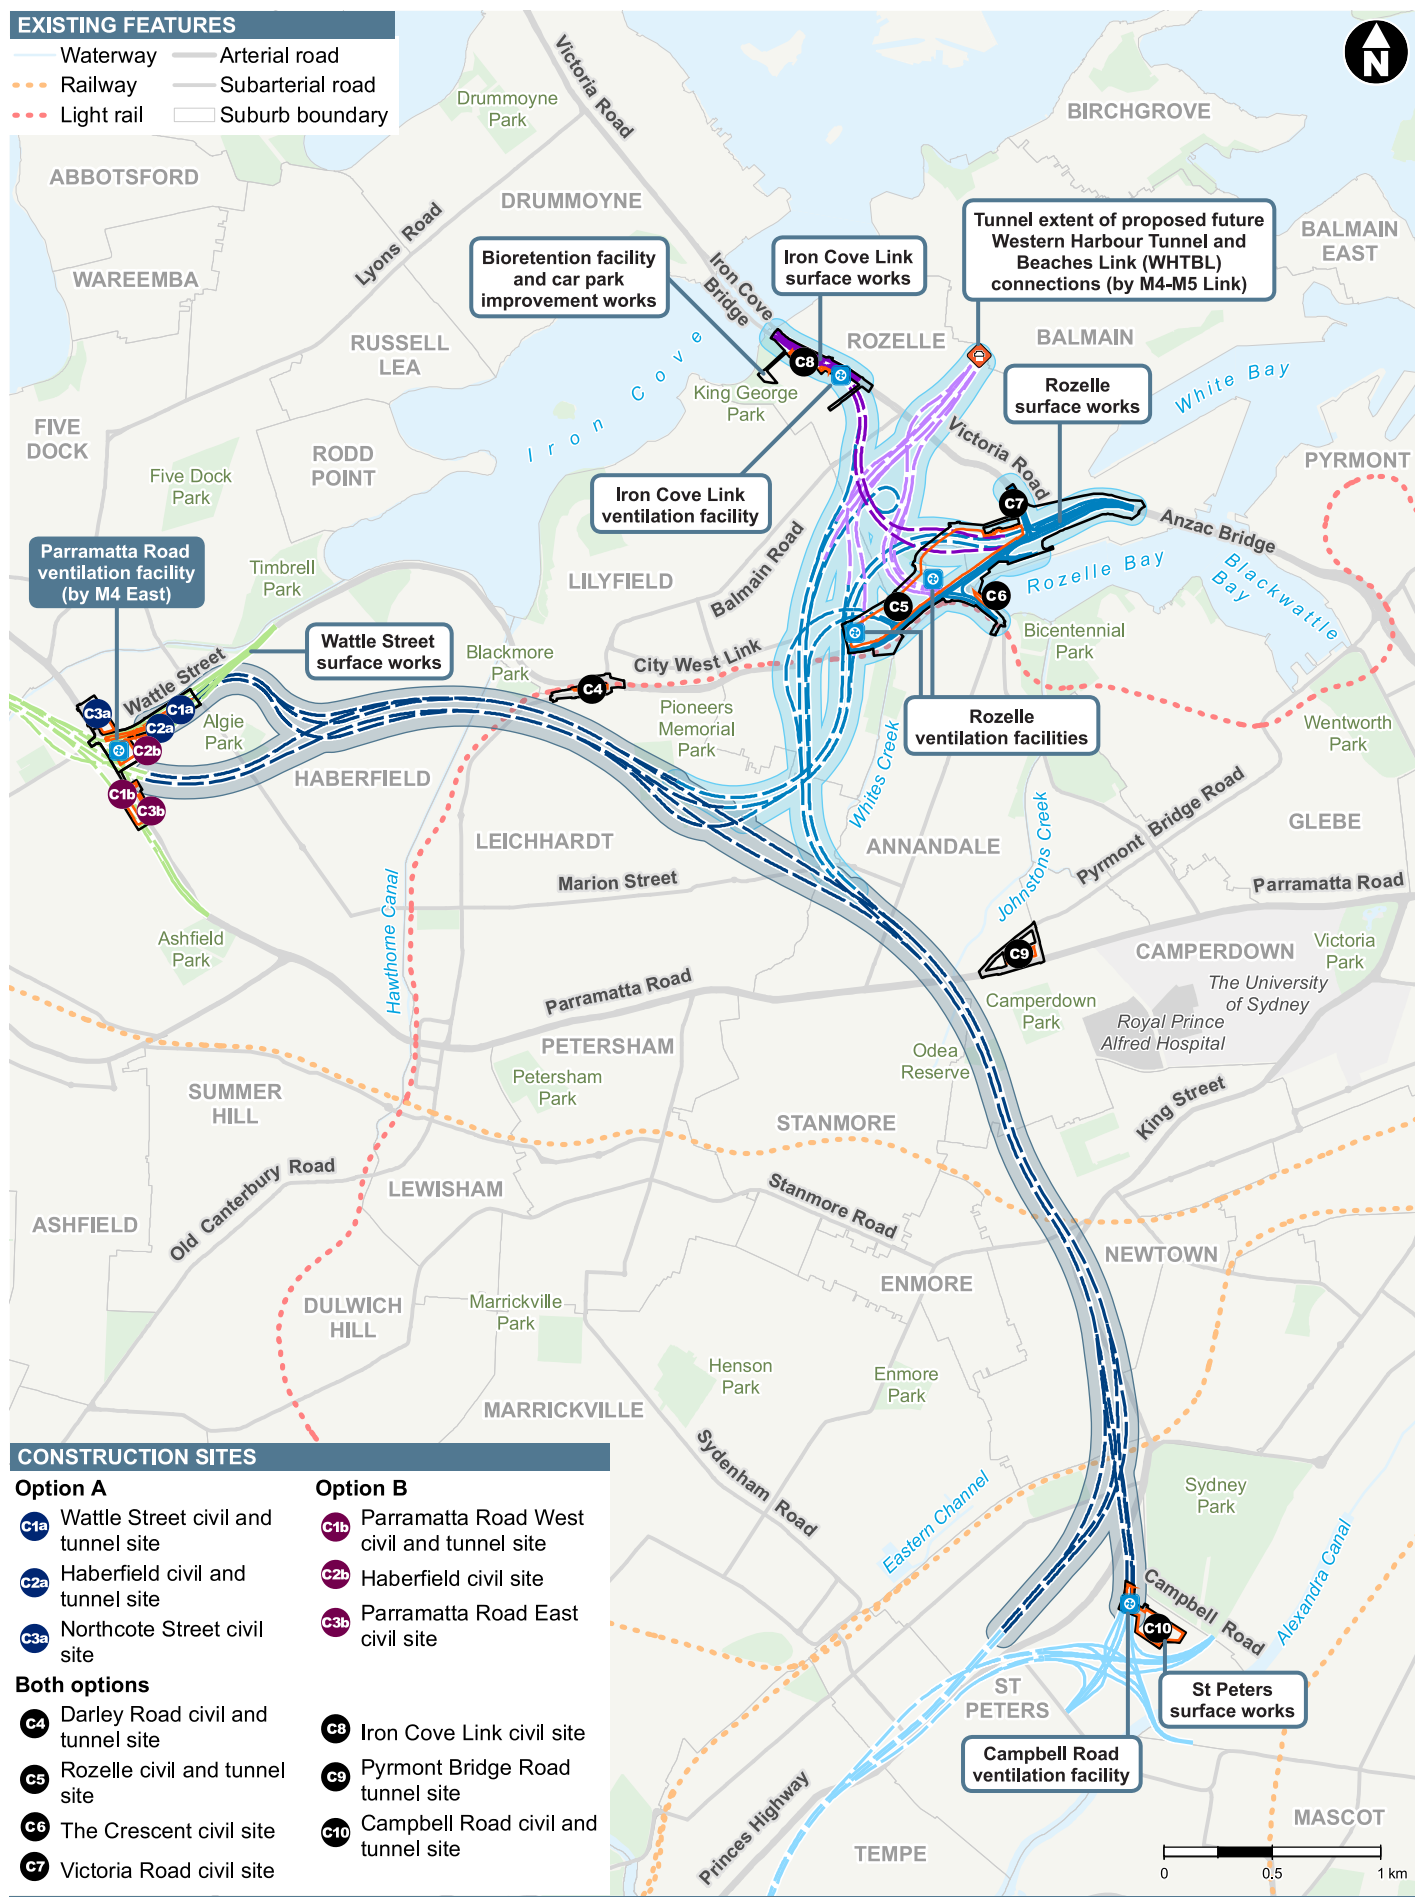 EXISTING FEATURES
Waterway
Arterial road
Railway
Subarterial road
Light rail
Suburb boundary
N
Victoria Road
Drummoyne
Park
BIRCHGROVE
ABBOTSFORD
DRUMMOYNE
Lyons Road
WAREEMBA
Bioretention facility
and car park
improvement works
Iron Cove
Bridge
Iron Cove Link
surface works
Tunnel extent of proposed future
Western Harbour Tunnel and
Beaches Link (WHTBL)
connections (by M4-M5 Link)
BALMAIN
EAST
RUSSELL
LEA
Iron Cove
ROZELLE
BALMAIN
C8
King George
Park
Rozelle
surface works
White Bay
FIVE
DOCK
RODD
POINT
Five Dock
Park
Victoria Road
PYRMONT
Iron Cove Link
ventilation facility
C7
Anzac Bridge
Parramatta Road
ventilation facility
(by M4 East)
Timbrell
Park
LILYFIELD
Balmain Road
Rozelle Bay
Blackwattle
Bay
C5
C6
Wattle Street
surface works
Wattle Street
Blackmore
Park
City West Link
Bicentennial
Park
C4
C3a
C1a
C2a
C2b
C1b
C3b
Algie
Park
Pioneers
Memorial
Park
Rozelle
ventilation facilities
Wentworth
Park
HABERFIELD
Whites Creek
Johnstons Creek
Pyrmont Bridge Road
LEICHHARDT
ANNANDALE
GLEBE
Marion Street
Parramatta Road
Hawthorne Canal
Ashfield
Park
C9
CAMPERDOWN
Victoria
Park
Parramatta Road
The University
of Sydney
Camperdown
Park
Royal Prince
Alfred Hospital
PETERSHAM
Odea
Reserve
Petersham
Park
SUMMER
HILL
STANMORE
King Street
Old Canterbury Road
LEWISHAM
Stanmore Road
ASHFIELD
NEWTOWN
ENMORE
DULWICH
HILL
Marrickville
Park
Henson
Park
Enmore
Park
MARRICKVILLE
Sydenham Road
Eastern Channel
Sydney
Park
Alexandra Canal
Campbell Road
C10
ST
PETERS
St Peters
surface works
Campbell Road
ventilation facility
Princes Highway
MASCOT
TEMPE
0 0.5 1 km
CONSTRUCTION SITES
Option A
C1a Wattle Street civil and
tunnel site
C2a Haberfield civil and
tunnel site
C3a Northcote Street civil
site
Option B
C1b Parramatta Road West
civil and tunnel site
C2b Haberfield civil site
C3b Parramatta Road East
civil site
Both options
C4 Darley Road civil and
tunnel site
C5 Rozelle civil and tunnel
site
C6 The Crescent civil site
C7 Victoria Road civil site
C8 Iron Cove Link civil site
C9 Pyrmont Bridge Road
tunnel site
C10 Campbell Road civil and
tunnel site